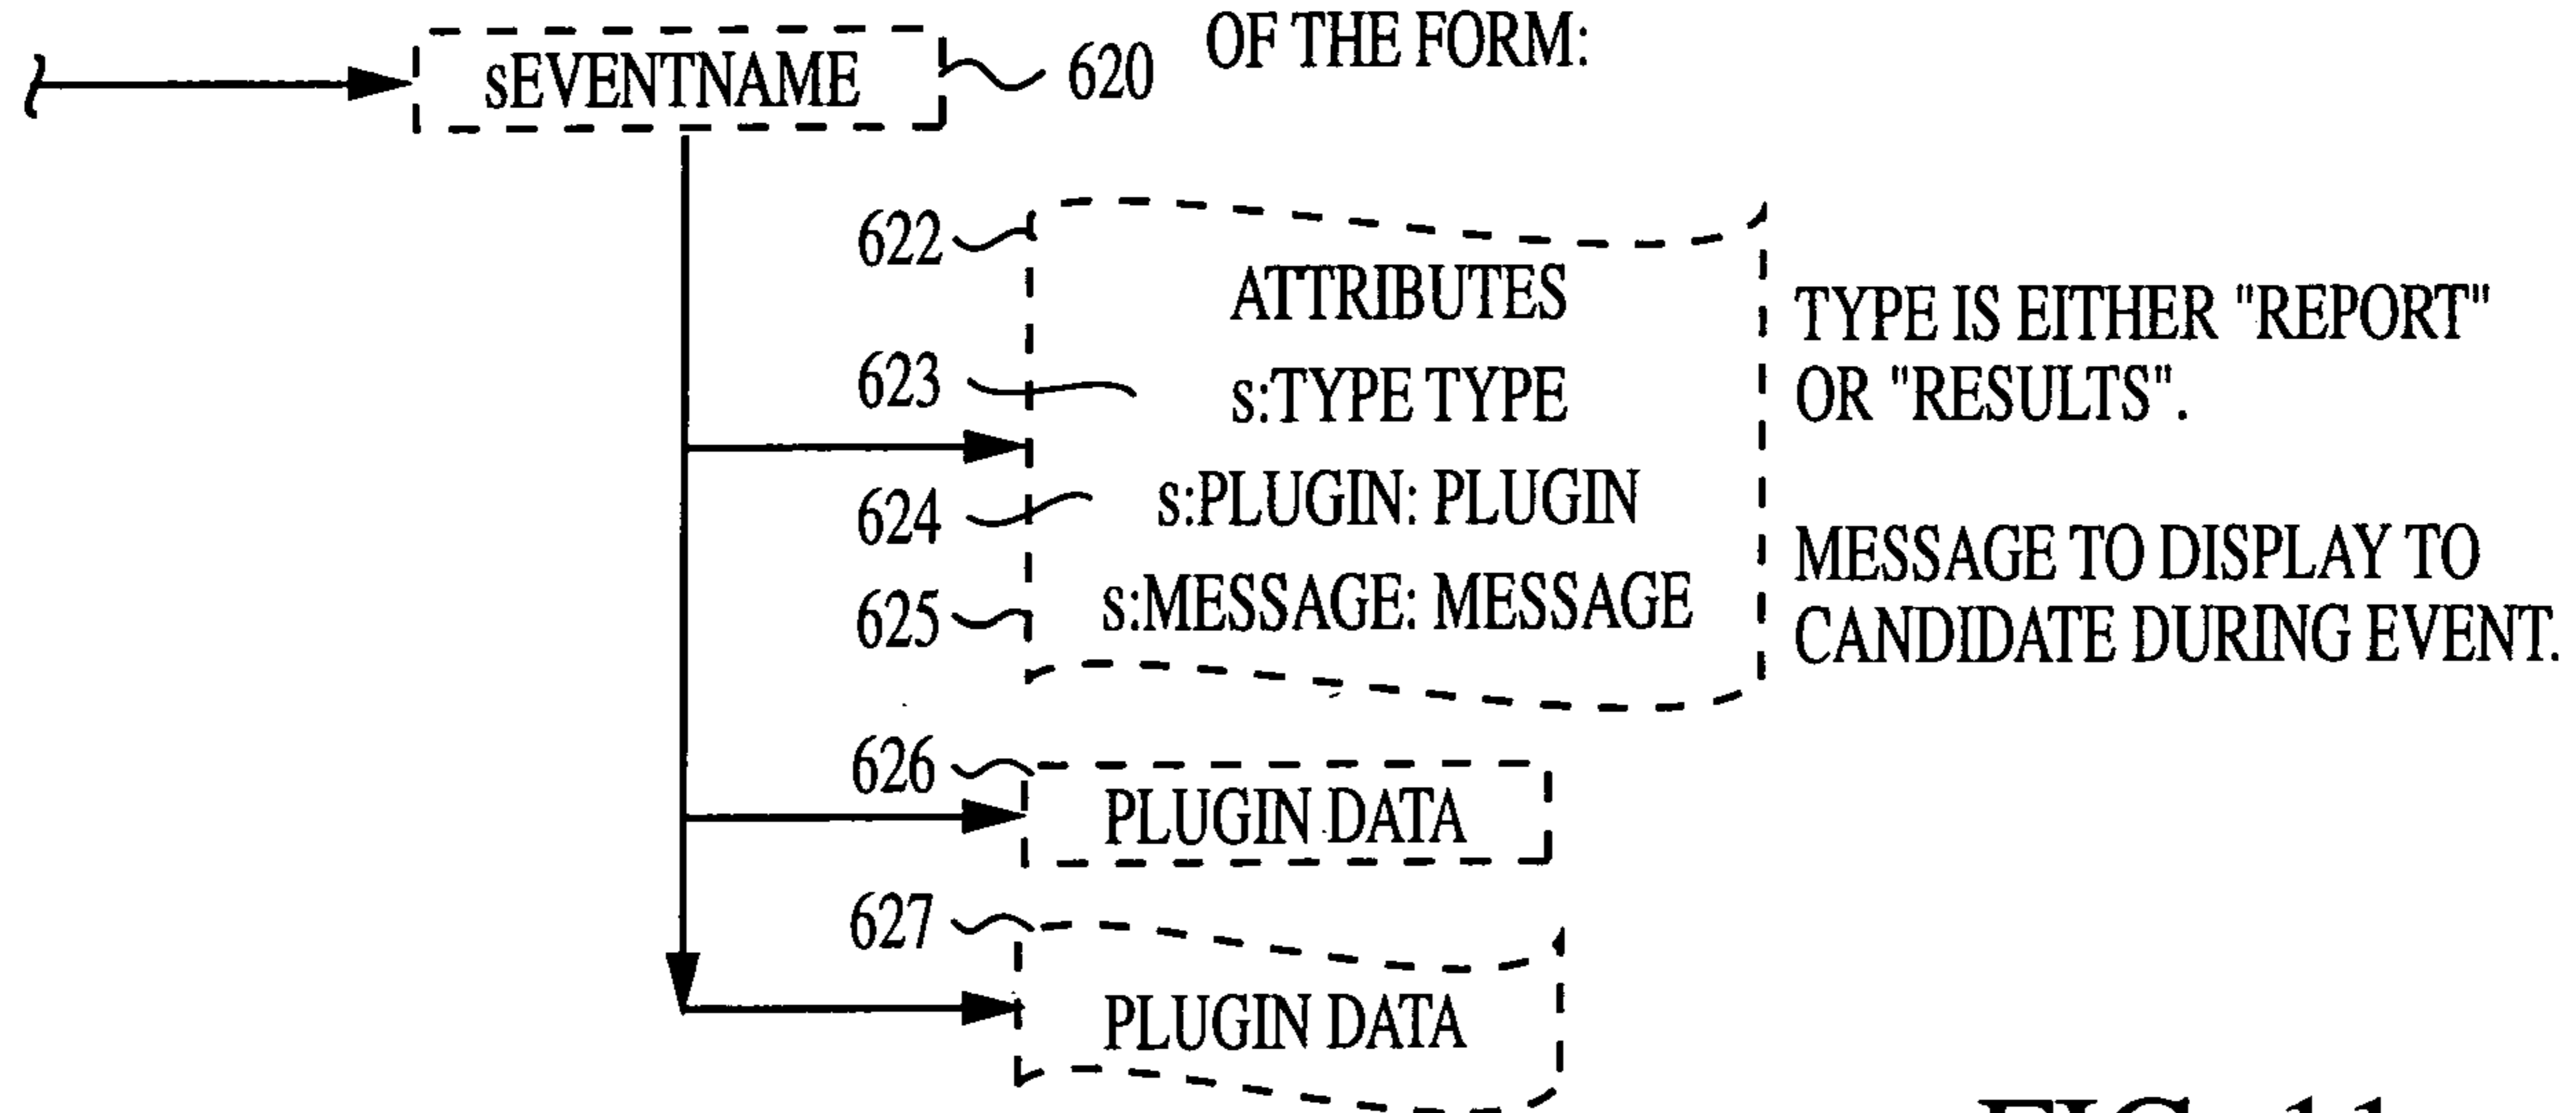 OF THE FORM:
sEVENTNAME
620
622
ATTRIBUTES
TYPE IS EITHER "REPORT"
623
s:TYPE TYPE
OR "RESULTS".
624
s:PLUGIN: PLUGIN
MESSAGE TO DISPLAY TO
625
s:MESSAGE: MESSAGE
CANDIDATE DURING EVENT.
626
PLUGIN DATA
627
PLUGIN DATA